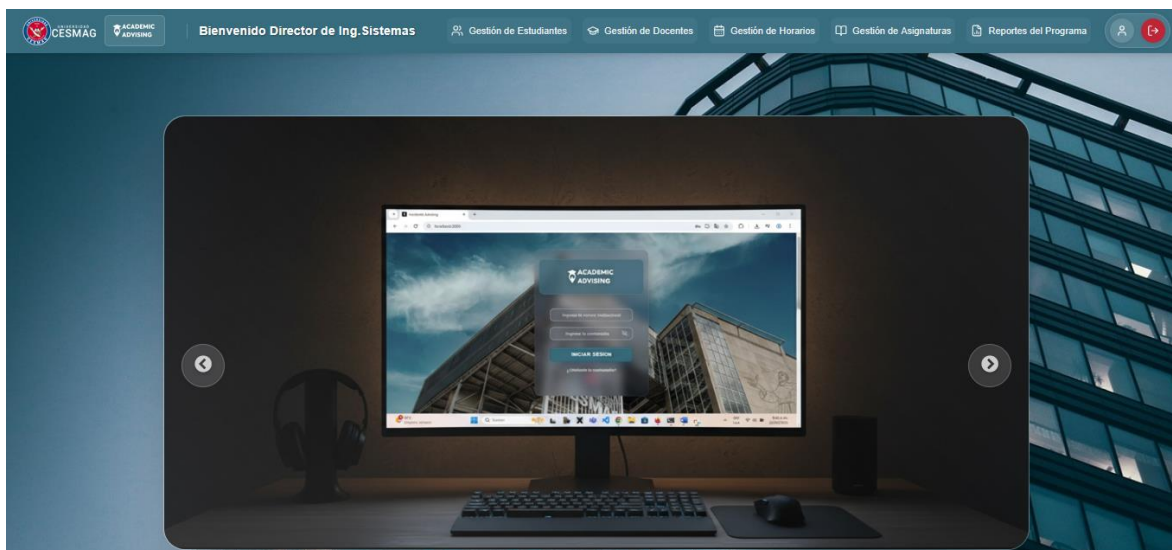 UNIVERSIDAD
CESMAG
ACADEMIC
ADVISING
Bienvenido Director de Ing.Sistemas
Gestión de Estudiantes
Gestión de Docentes
Gestión de Horarios
Gestión de Asignaturas
Reportes del Programa
ACADEMIC
ADVISING
INICIAR SESION